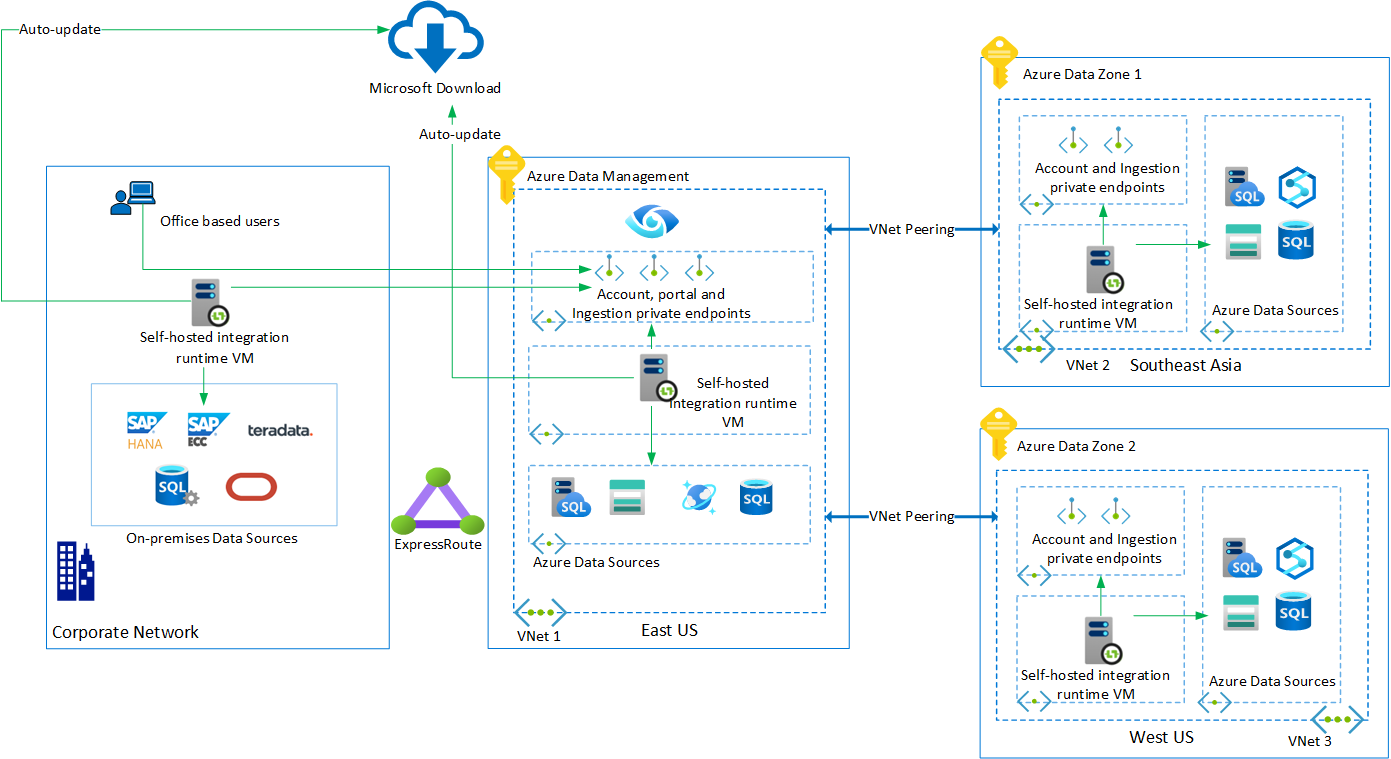 Auto-update
Microsoft Download
Auto-update
Office based users
Self-hosted integration
runtime VM
SAP
HANA
SAP
ECC
teradata.
SQL
On-premises Data Sources
Corporate Network
ExpressRoute
Azure Data Management
Account, portal and
Ingestion private endpoints
Self-hosted
Integration runtime
VM
SQL
SQL
Azure Data Sources
VNet 1
East US
VNet Peering
VNet Peering
Azure Data Zone 1
Account and Ingestion
private endpoints
Self-hosted integration
runtime VM
SQL
SQL
Azure Data Sources
VNet 2
Southeast Asia
Azure Data Zone 2
Account and Ingestion
private endpoints
Self-hosted integration
runtime VM
SQL
SQL
Azure Data Sources
West US
VNet 3